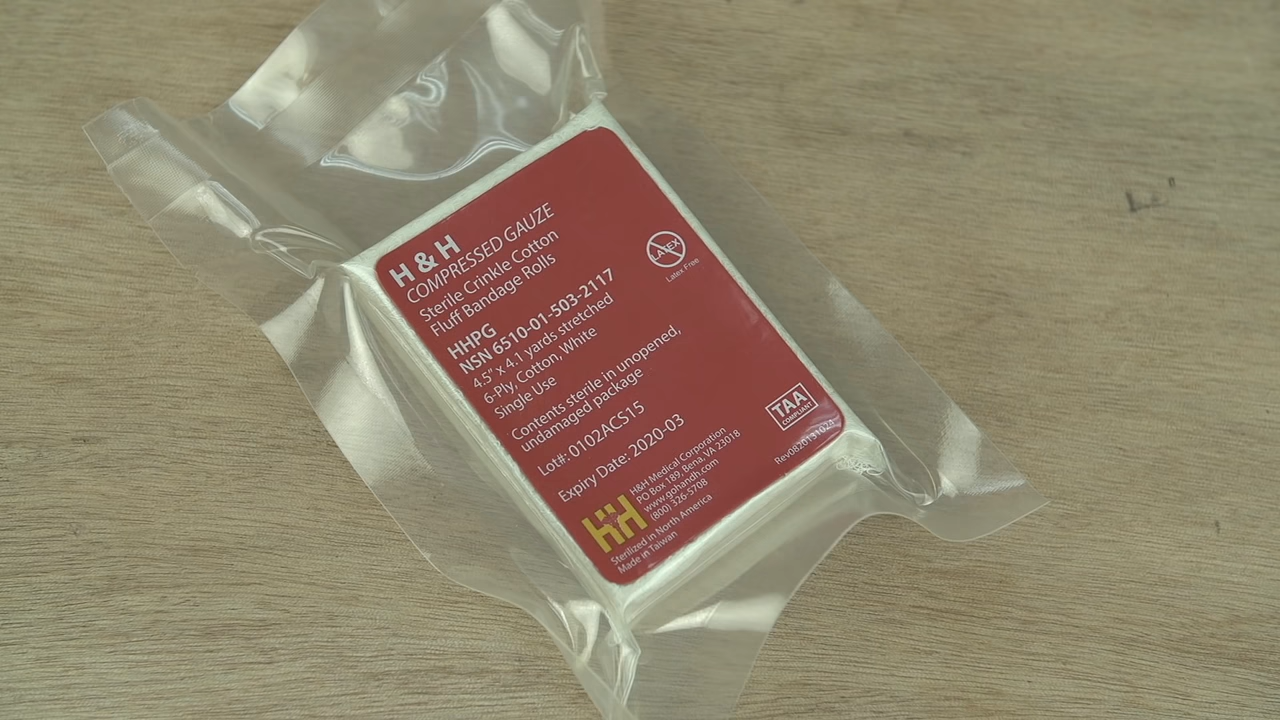 H & H
COMPRESSED GAUZE
Sterile Crinkle Cotton
Fluff Bandage Rolls
LATEX
Latex Free
HHPG
NSN 6510-01-503-2117
4.5" x 4.1 yards stretched
6-Ply, Cotton, White
Single Use
Contents sterile in unopened,
undamaged package
Lot#: 0102ACS15
Expiry Date: 2020-03
TAA
COMPLIANT
Rev0820131024
HH
H&H Medical Corporation
PO Box 189, Bena, VA 23018
www.gohandh.com
(800) 326-5708
Sterilized in North America
Made in Taiwan